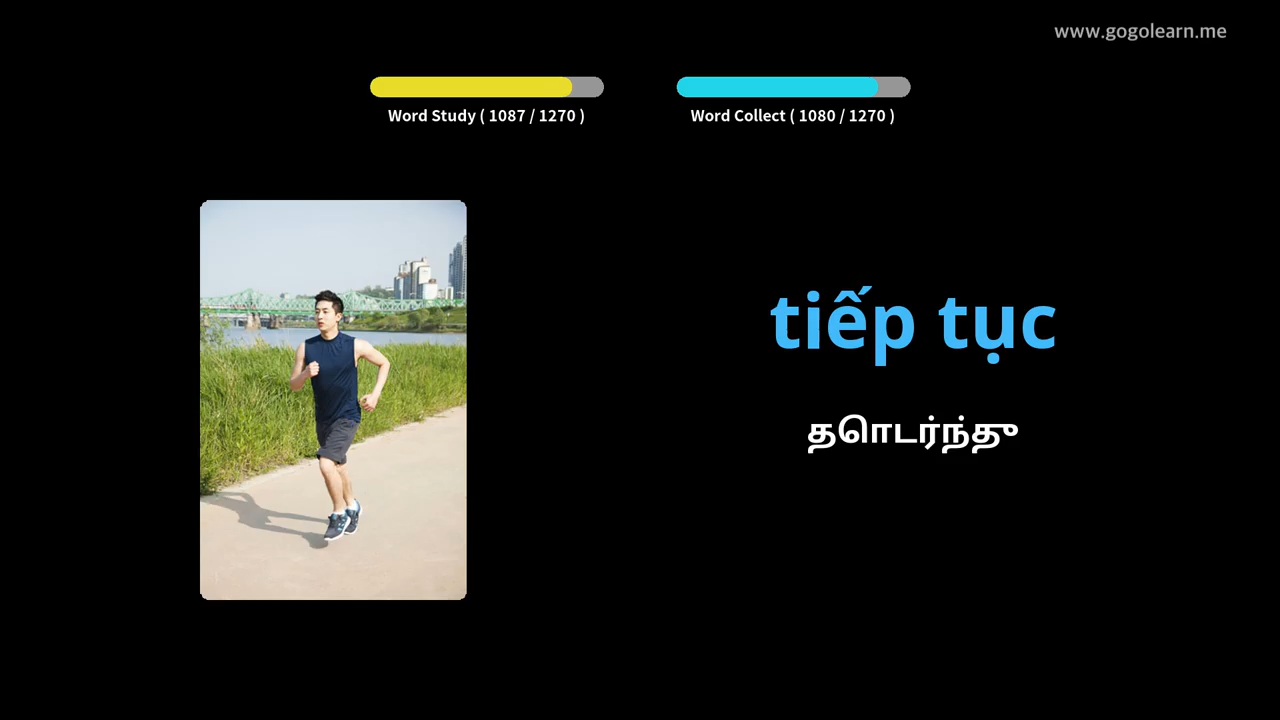 www.gogolearn.me
Word Study ( 1087 / 1270 )
Word Collect ( 1080 / 1270 )
tiếp tục
தொடர்ந்து